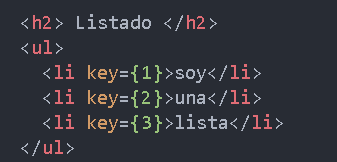 <h2> Listado </h2>
<ul>
  <li key={1}>soy</li>
  <li key={2}>una</li>
  <li key={3}>lista</li>
</ul>